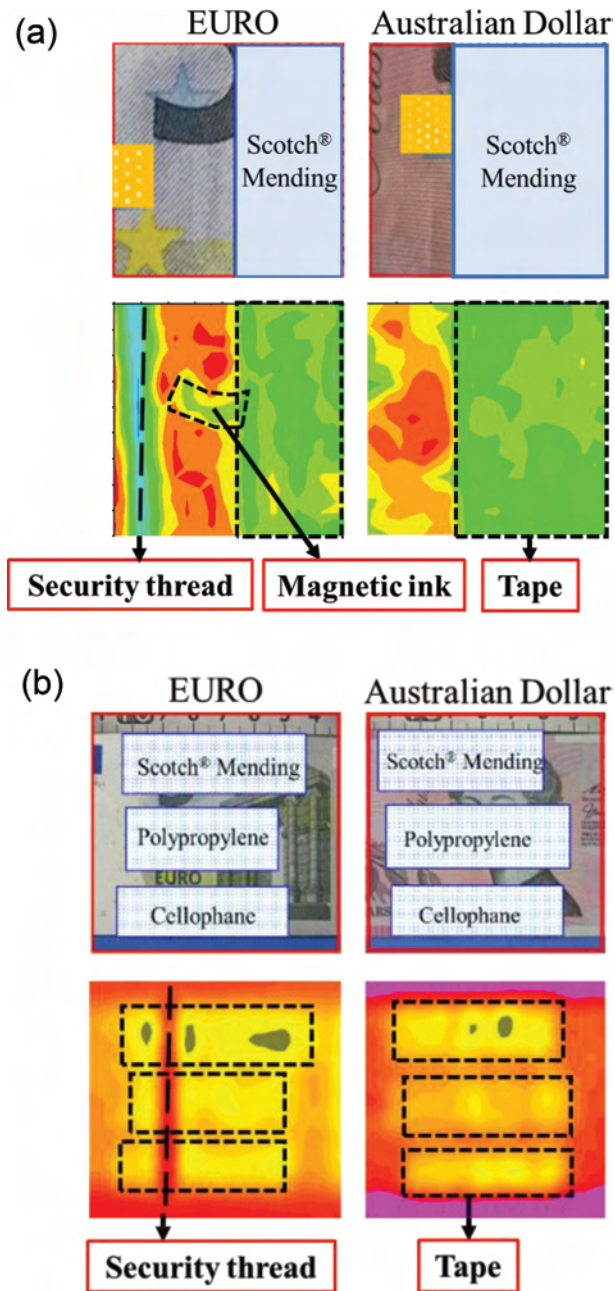 (a)
EURO Australian Dollar
Scotch®
Mending
Scotch®
Mending
Security thread Magnetic ink Tape
(b)
EURO Australian Dollar
Scotch® Mending
Polypropylene
EURO
Cellophane
Scotch® Mending
Polypropylene
ARS
Cellophane
Security thread Tape